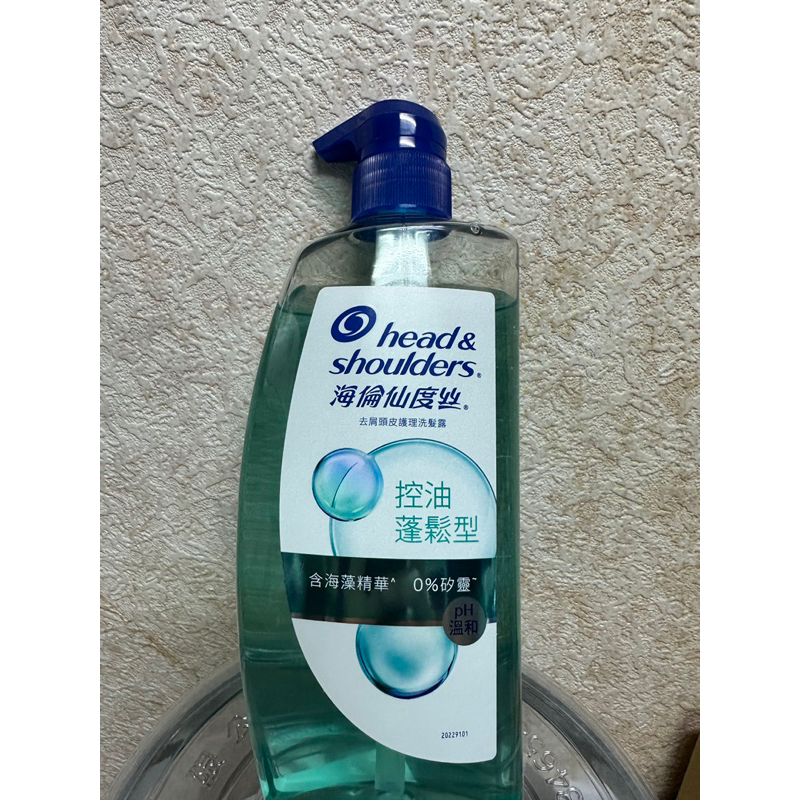 head &
shoulders®
海倫仙度丝®
去屑頭皮護理洗髮露
控油
蓬鬆型
含海藻精華^ 0%矽靈~
pH
溫和
20229101